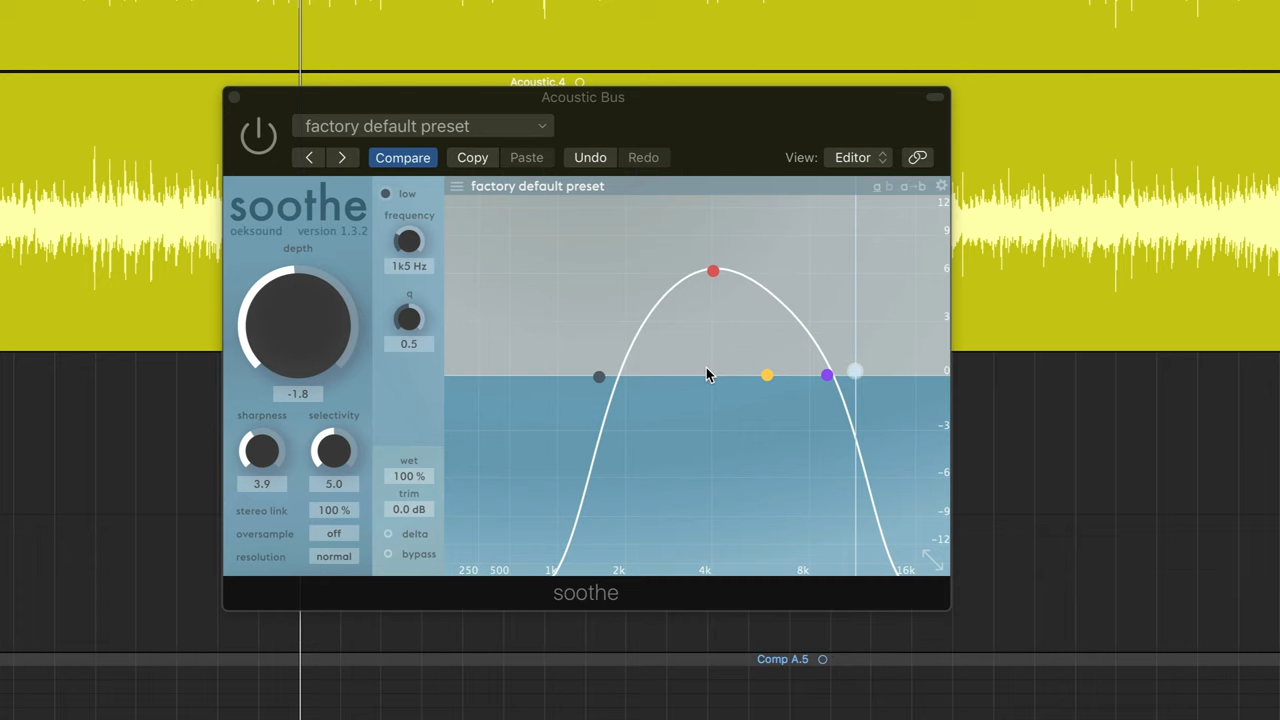 Acoustic.4
Acoustic Bus
factory default preset
Compare
Copy
Paste
Undo
Redo
View:
Editor
soothe
oeksound
version 1.3.2
depth
-1.8
sharpness
selectivity
3.9
5.0
stereo link
100 %
oversample
off
resolution
normal
low
frequency
1k5 Hz
q
0.5
wet
100 %
trim
0.0 dB
delta
bypass
factory default preset
a b a→b
12
9
6
3
0
-3
-6
-9
-12
250 500 1k 2k 4k 8k 16k
soothe
Comp A.5